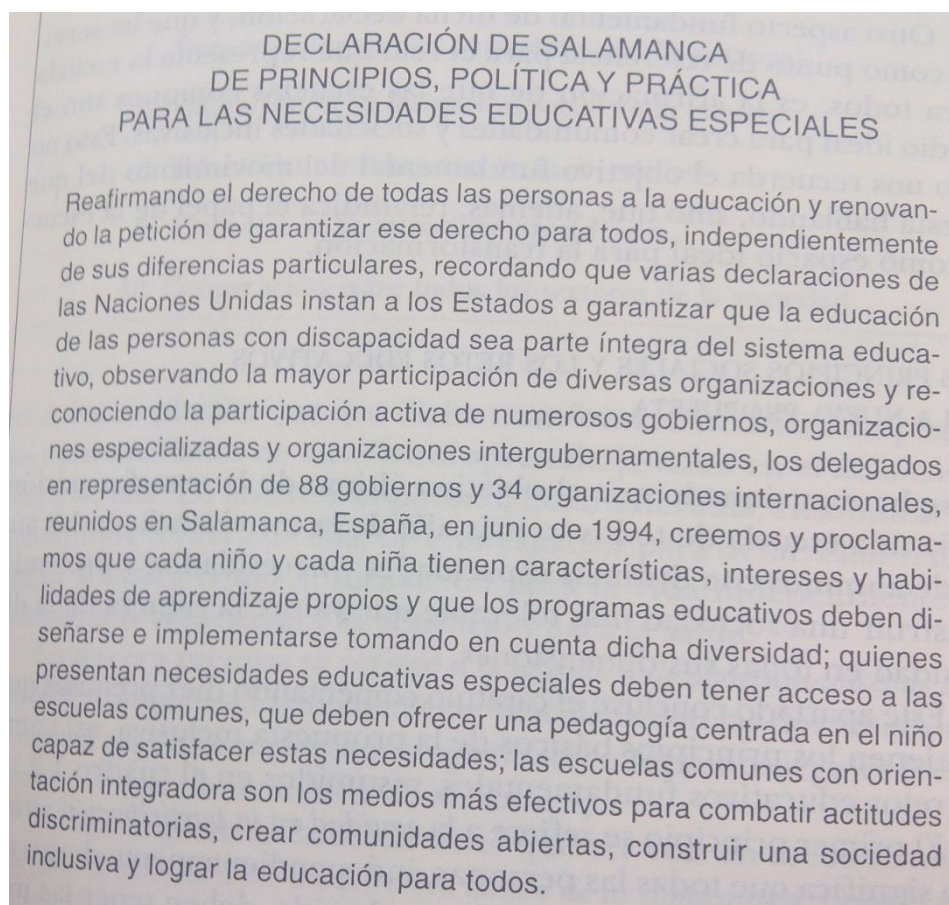 DECLARACIÓN DE SALAMANCA
DE PRINCIPIOS, POLÍTICA Y PRÁCTICA
PARA LAS NECESIDADES EDUCATIVAS ESPECIALES
Reafirmando el derecho de todas las personas a la educación y renovan-
do la petición de garantizar ese derecho para todos, independientemente
de sus diferencias particulares, recordando que varias declaraciones de
las Naciones Unidas instan a los Estados a garantizar que la educación
de las personas con discapacidad sea parte íntegra del sistema educa-
tivo, observando la mayor participación de diversas organizaciones y re-
conociendo la participación activa de numerosos gobiernos, organizacio-
nes especializadas y organizaciones intergubernamentales, los delegados
en representación de 88 gobiernos y 34 organizaciones internacionales,
reunidos en Salamanca, España, en junio de 1994, creemos y proclama-
mos que cada niño y cada niña tienen características, intereses y habi-
lidades de aprendizaje propios y que los programas educativos deben di-
señarse e implementarse tomando en cuenta dicha diversidad; quienes
presentan necesidades educativas especiales deben tener acceso a las
escuelas comunes, que deben ofrecer una pedagogía centrada en el niño
capaz de satisfacer estas necesidades; las escuelas comunes con orien-
tación integradora son los medios más efectivos para combatir actitudes
discriminatorias, crear comunidades abiertas, construir una sociedad
inclusiva y lograr la educación para todos.